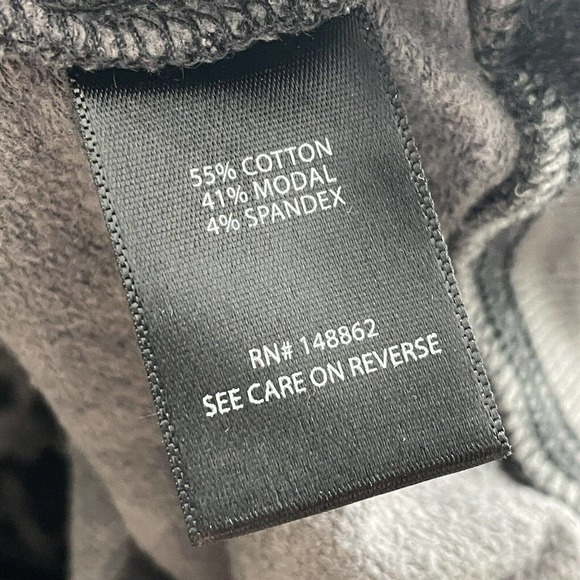 55% COTTON
41% MODAL
4% SPANDEX
RN# 148862
SEE CARE ON REVERSE